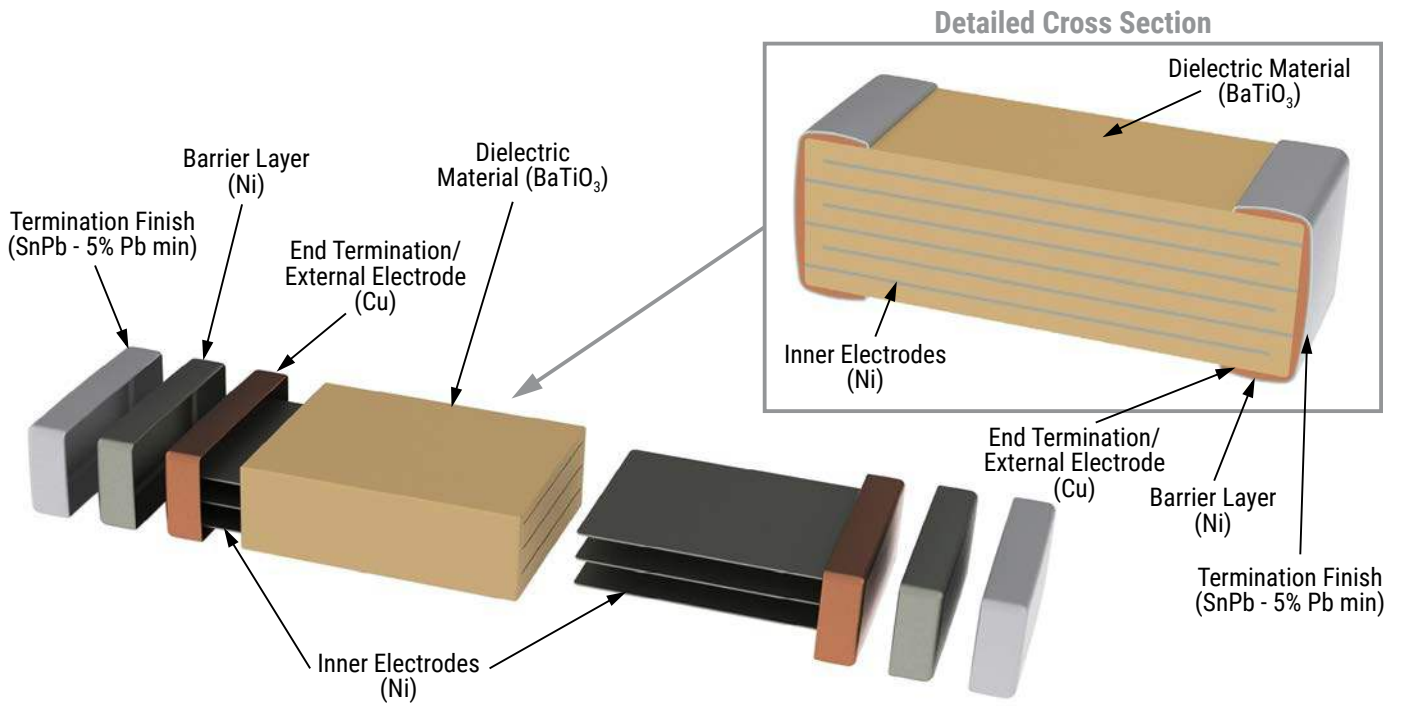 Detailed Cross Section
Dielectric Material
(BaTiO₃)
Inner Electrodes
(Ni)
End Termination/
External Electrode
(Cu)
Barrier Layer
(Ni)
Termination Finish
(SnPb - 5% Pb min)
Termination Finish
(SnPb - 5% Pb min)
Barrier Layer
(Ni)
End Termination/
External Electrode
(Cu)
Dielectric
Material (BaTiO₃)
Inner Electrodes
(Ni)